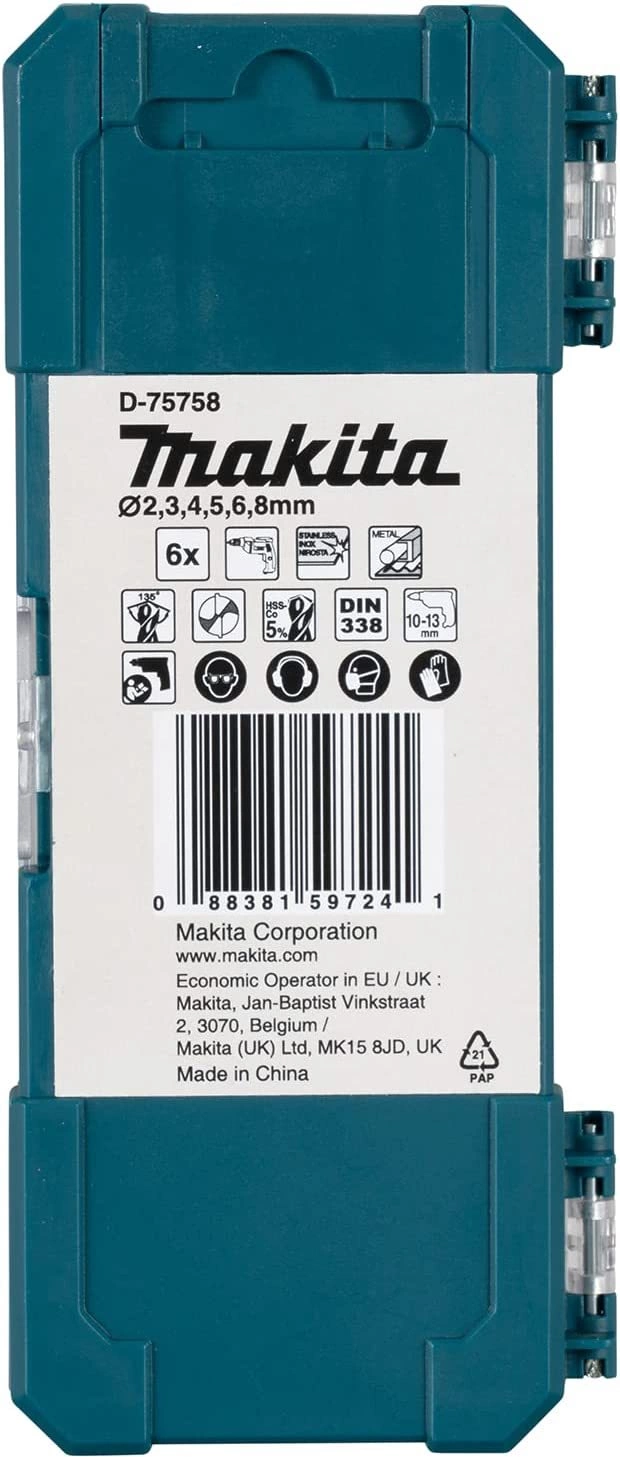 D-75758
makita
Ø2,3,4,5,6,8mm
6x
STAINLESS
INOX
NIROSTA
METAL
135°
HSS-
Co
5%
DIN
338
10-13
mm
0 88381 59724 1
Makita Corporation
www.makita.com
Economic Operator in EU / UK :
Makita, Jan-Baptist Vinkstraat
2, 3070, Belgium /
Makita (UK) Ltd, MK15 8JD, UK
Made in China
21
PAP